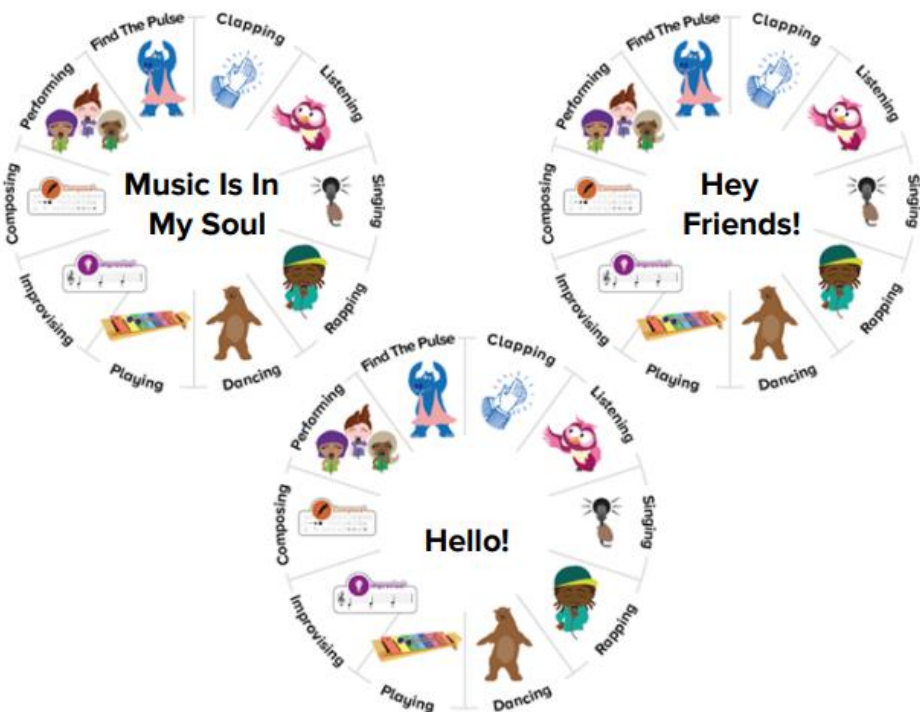 Find The Pulse
Clapping
Listening
Singing
Rapping
Dancing
Playing
Improvising
Composing
Performing
Music Is In
My Soul
Find The Pulse
Clapping
Listening
Singing
Rapping
Dancing
Playing
Improvising
Composing
Performing
Hey
Friends!
Find The Pulse
Clapping
Listening
Singing
Rapping
Dancing
Playing
Improvising
Composing
Performing
Hello!